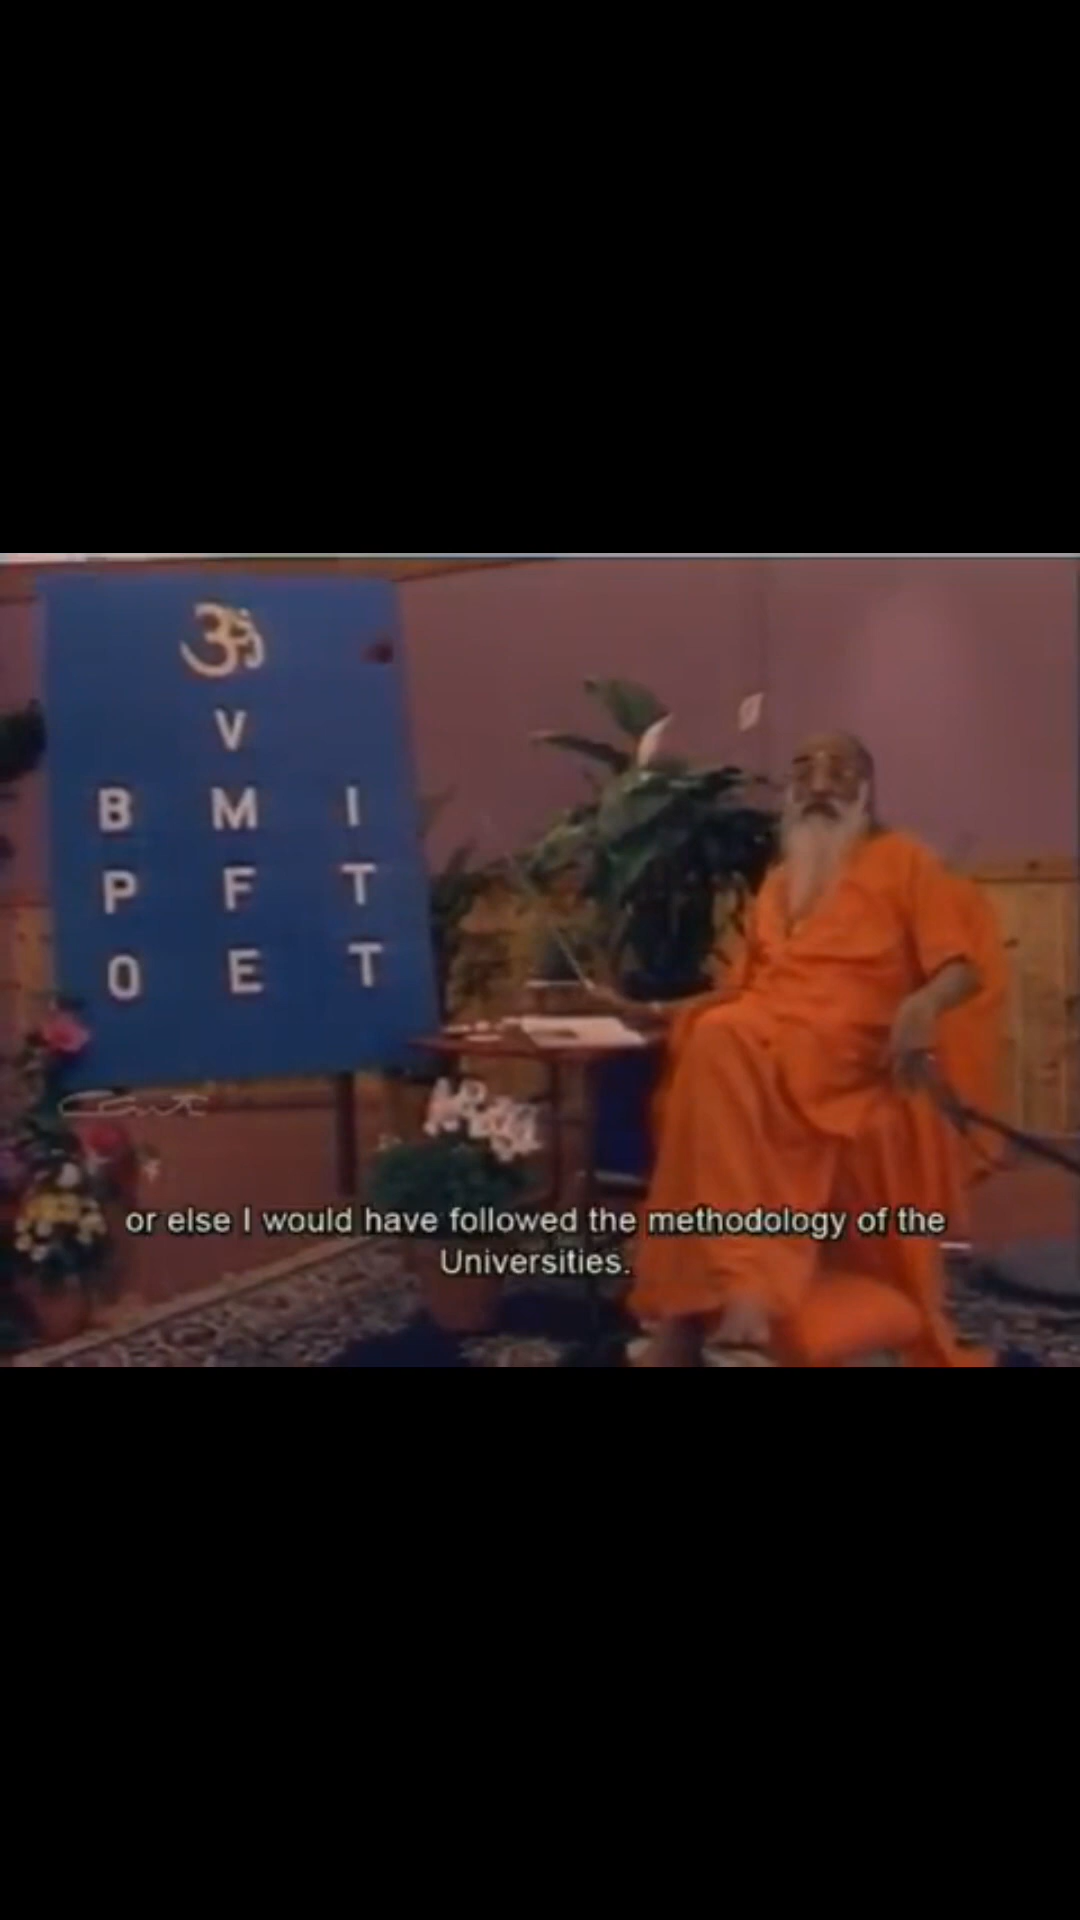 ॐ
V
B M I
P F T
O E T
or else I would have followed the methodology of the
Universities.